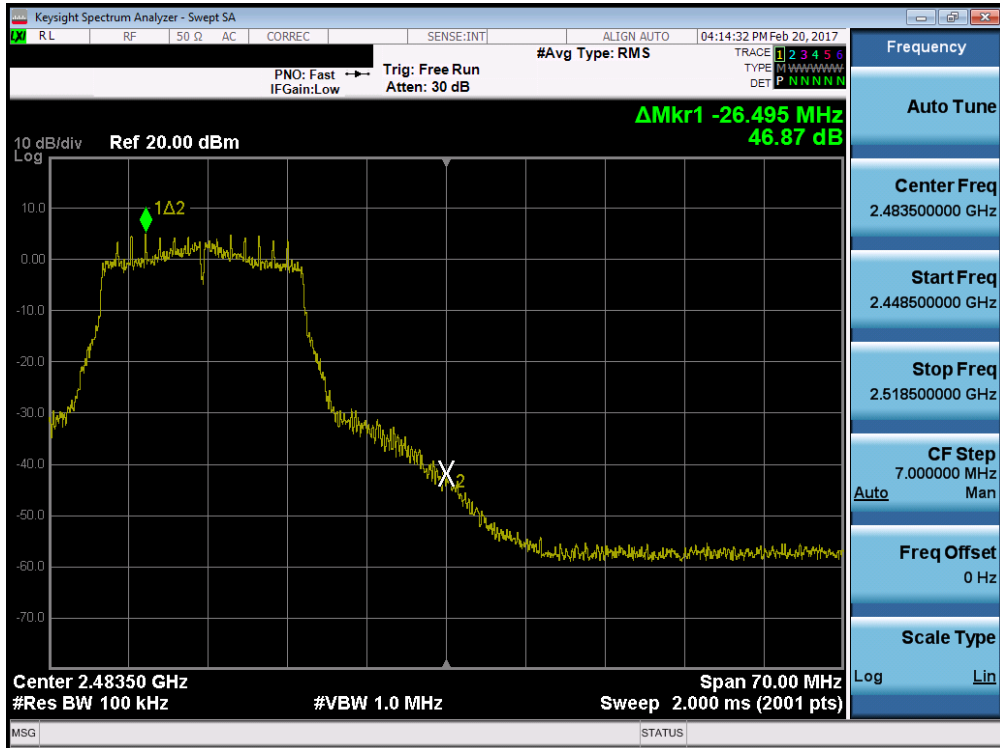 Keysight Spectrum Analyzer - Swept SA
LXI RL RF 50 Ω AC CORREC SENSE:INT ALIGN AUTO 04:14:32 PM Feb 20, 2017
#Avg Type: RMS
TRACE 1 2 3 4 5 6
TYPE M W W W W W
DET P N N N N N
PNO: Fast
IFGain:Low
Trig: Free Run
Atten: 30 dB
ΔMkr1 -26.495 MHz
46.87 dB
10 dB/div
Log
Ref 20.00 dBm
10.0
0.00
-10.0
-20.0
-30.0
-40.0
-50.0
-60.0
-70.0
1Δ2
X2
Center 2.48350 GHz
#Res BW 100 kHz
#VBW 1.0 MHz
Span 70.00 MHz
Sweep 2.000 ms (2001 pts)
MSG
STATUS
Frequency
Auto Tune
Center Freq
2.483500000 GHz
Start Freq
2.448500000 GHz
Stop Freq
2.518500000 GHz
CF Step
7.000000 MHz
Auto Man
Freq Offset
0 Hz
Scale Type
Log Lin